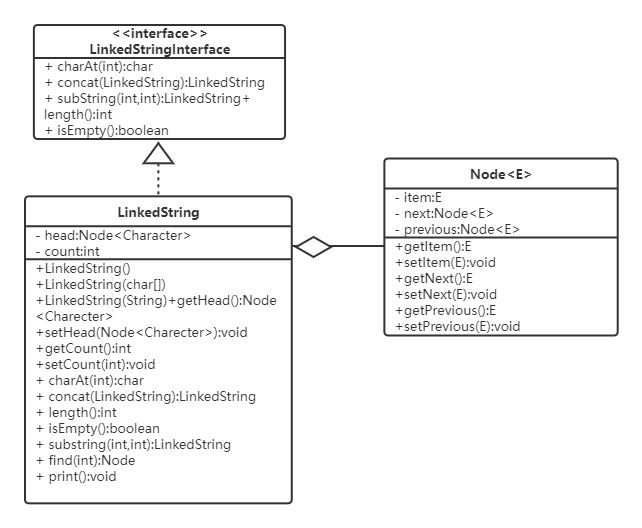 <<interface>>
LinkedStringInterface
+ charAt(int):char
+ concat(LinkedString):LinkedString
+ subString(int,int):LinkedString+
length():int
+ isEmpty():boolean
LinkedString
- head:Node<Character>
- count:int
+LinkedString()
+LinkedString(char[])
+LinkedString(String)+getHead():Node
<Charecter>
+setHead(Node<Charecter>):void
+getCount():int
+setCount(int):void
+ charAt(int):char
+ concat(LinkedString):LinkedString
+ length():int
+ isEmpty():boolean
+ substring(int,int):LinkedString
+ find(int):Node
+ print():void
Node<E>
- item:E
- next:Node<E>
- previous:Node<E>
+getItem():E
+setItem(E):void
+getNext():E
+setNext(E):void
+getPrevious():E
+setPrevious(E):void